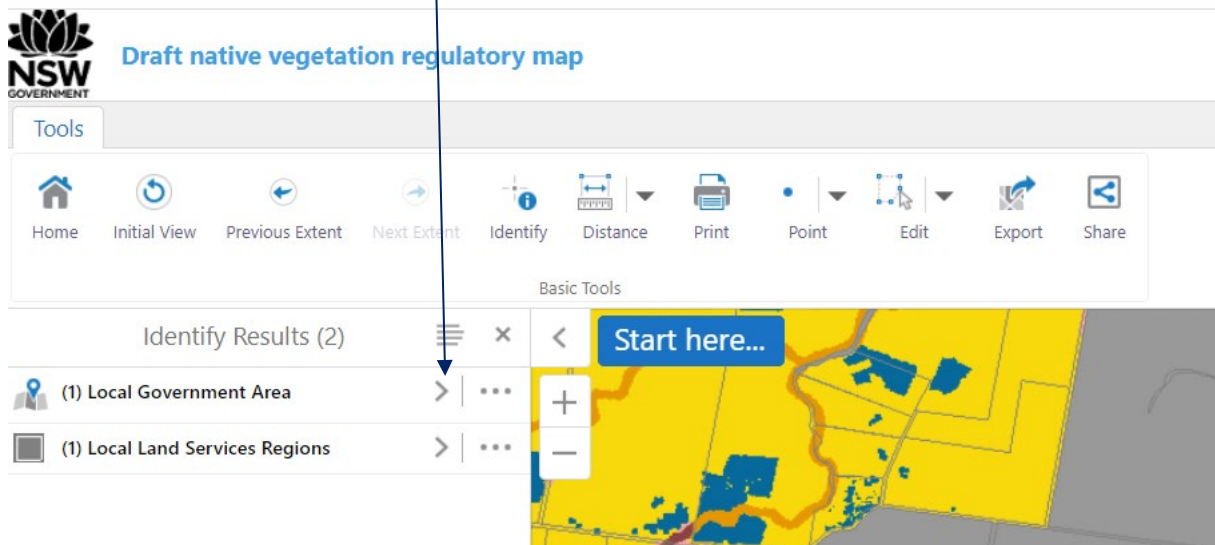 NSW
GOVERNMENT
Draft native vegetation regulatory map
Tools
Home
Initial View
Previous Extent
Next Extent
Identify
Distance
Print
Point
Edit
Export
Share
Basic Tools
Identify Results (2)
Start here...
(1) Local Government Area
(1) Local Land Services Regions